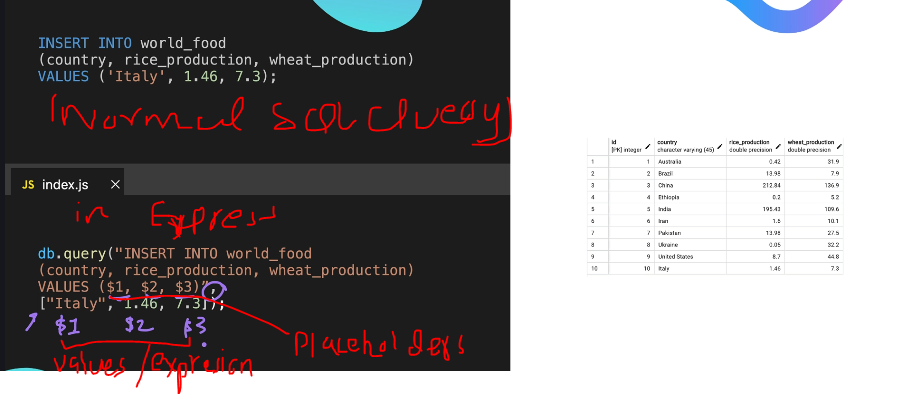 INSERT INTO world_food
(country, rice_production, wheat_production)
VALUES ('Italy', 1.46, 7.3);
(Normal SQL Query)
JS index.js ×
in Express
db.query("INSERT INTO world_food
(country, rice_production, wheat_production)
VALUES ($1, $2, $3)",
["Italy", 1.46, 7.3]);
$1 $2 $3
Placeholders
values/expression
id country rice_production wheat_production
[PK] integer character varying (45) double precision double precision
1 1 Australia 0.42 31.9
2 2 Brazil 13.98 7.9
3 3 China 212.84 136.9
4 4 Ethiopia 0.2 5.2
5 5 India 195.43 109.6
6 6 Iran 1.6 10.1
7 7 Pakistan 13.98 27.5
8 8 Ukraine 0.05 32.2
9 9 United States 8.7 44.8
10 10 Italy 1.46 7.3